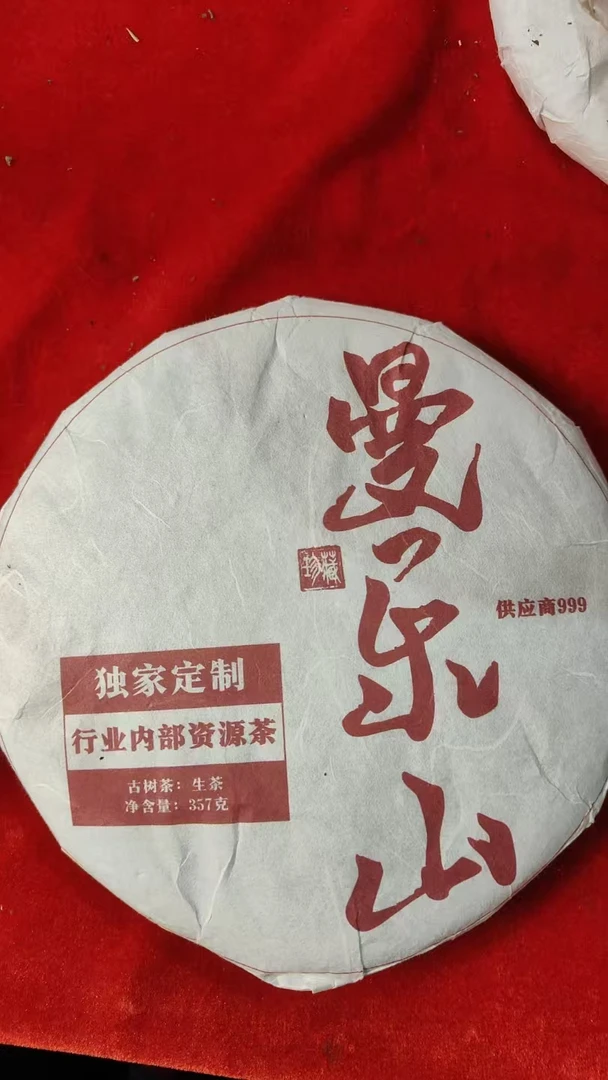 曼乐山
珍藏
供应商999
独家定制
行业内部资源茶
古树茶：生茶
净含量：357克